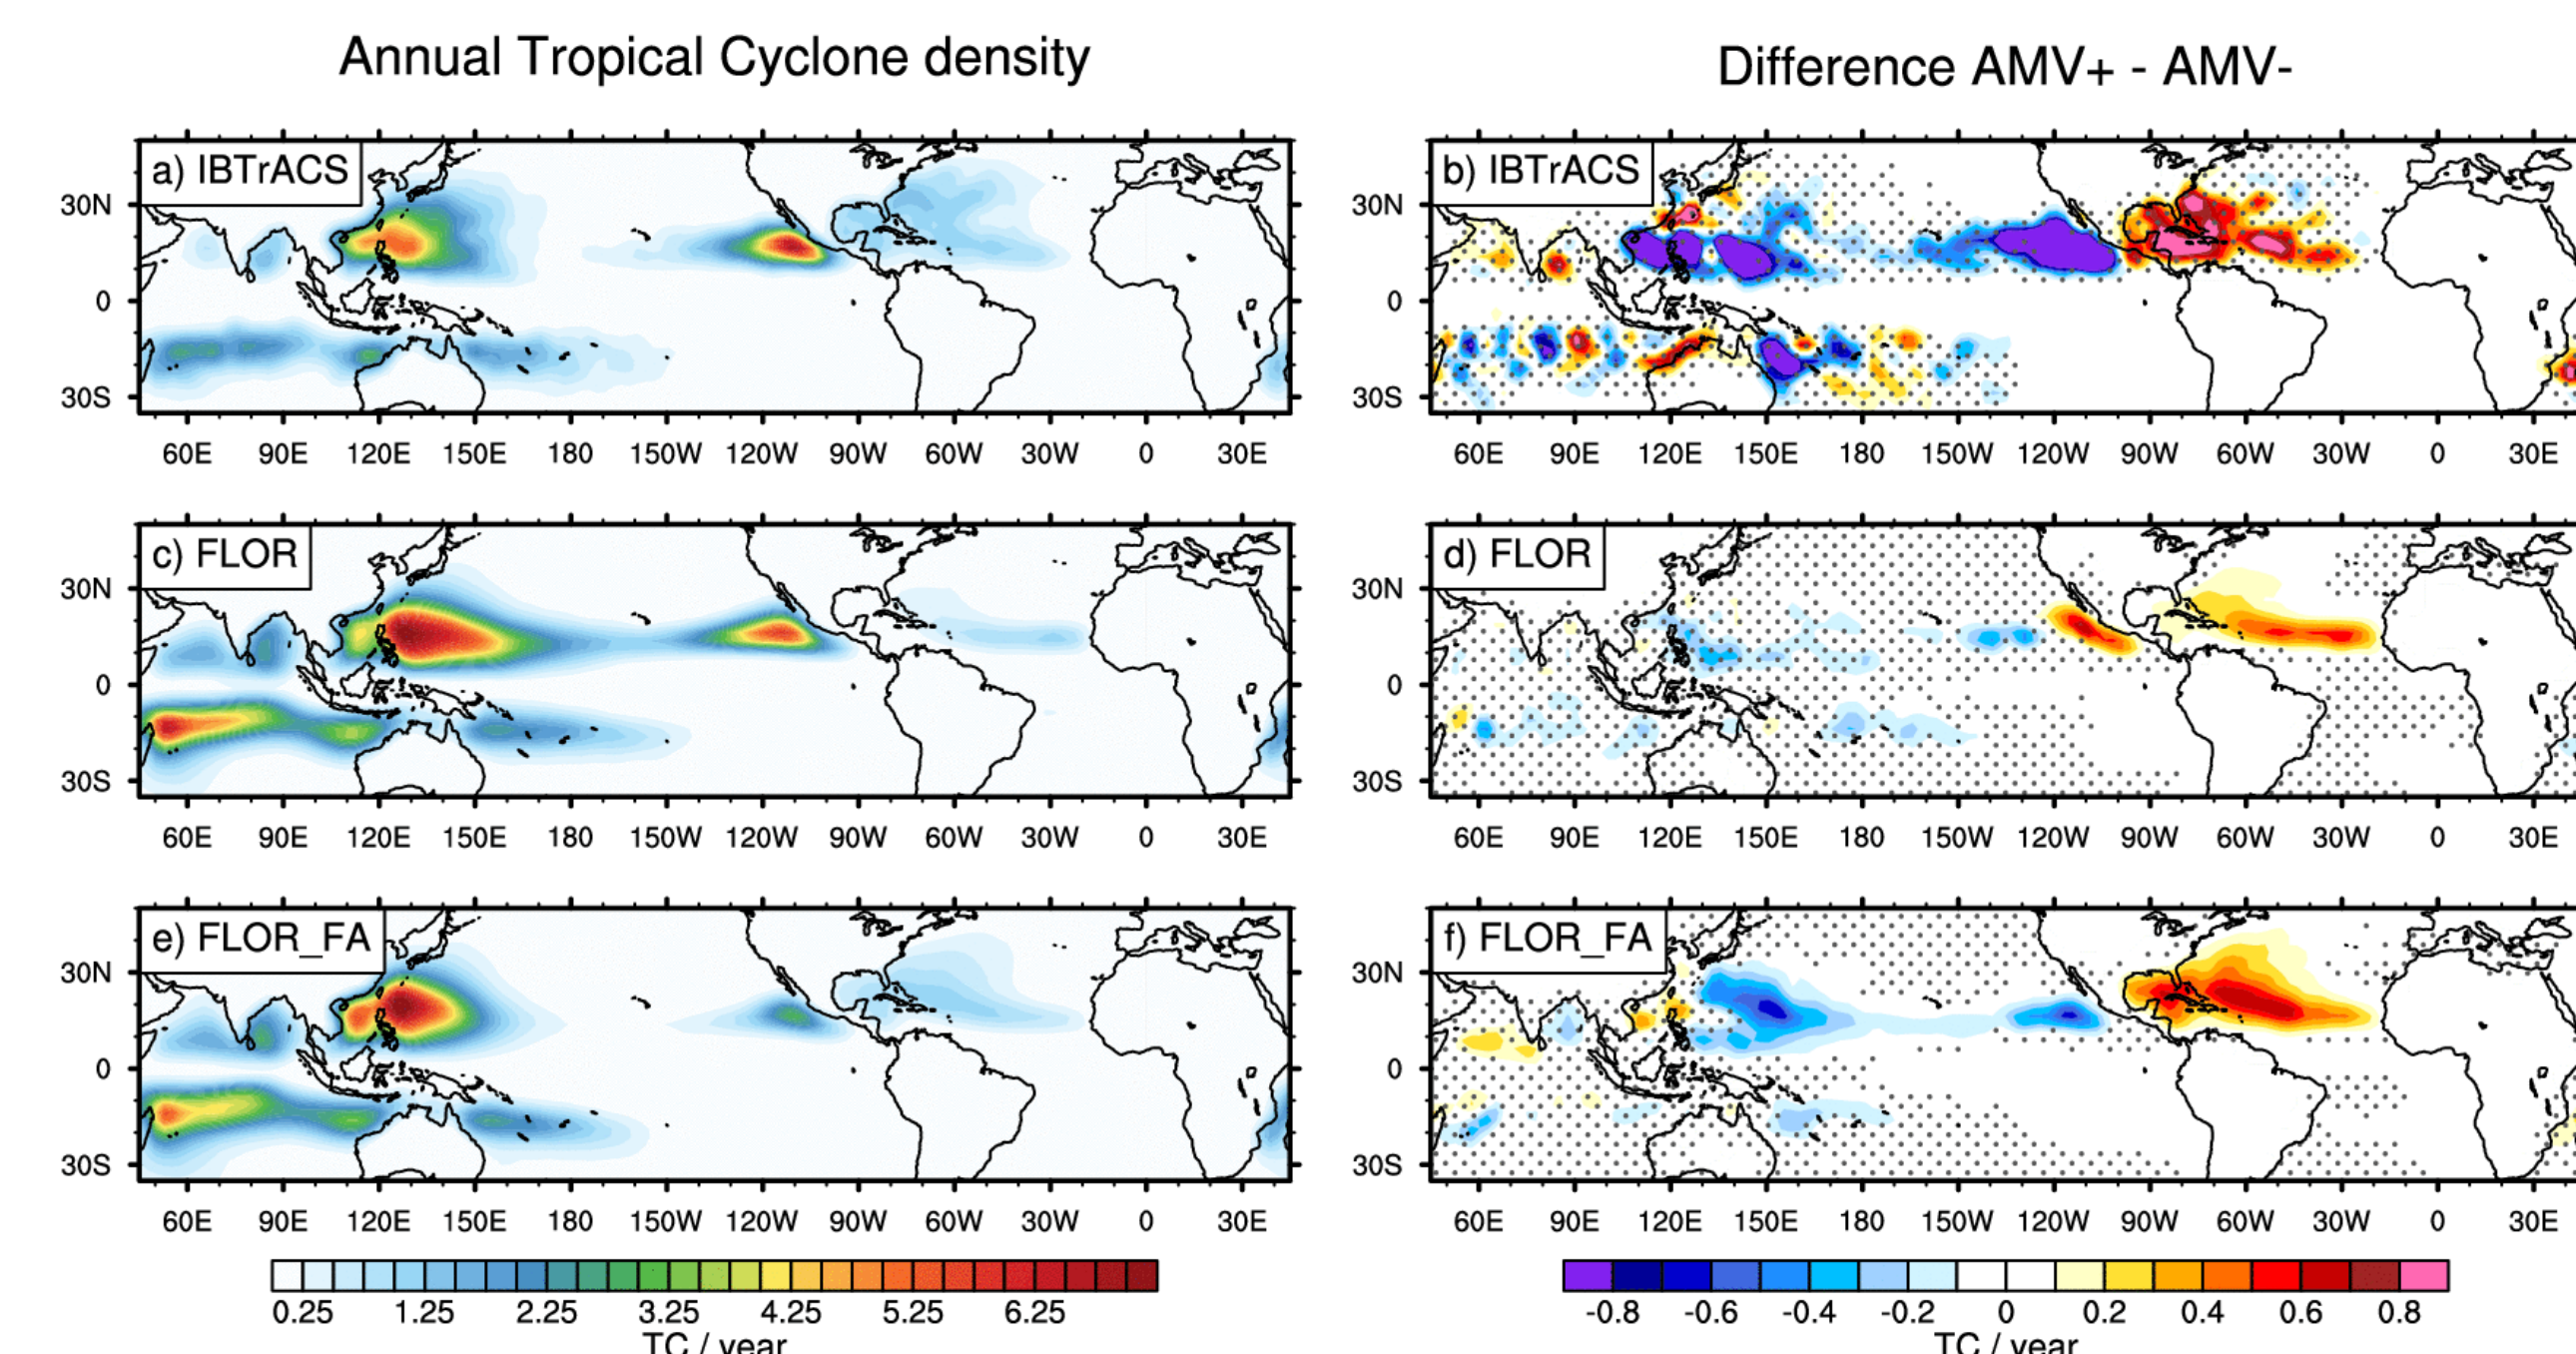 Annual Tropical Cyclone density
Difference AMV+ - AMV-
a) IBTrACS
30N
0
30S
60E 90E 120E 150E 180 150W 120W 90W 60W 30W 0 30E
b) IBTrACS
30N
0
30S
60E 90E 120E 150E 180 150W 120W 90W 60W 30W 0 30E
c) FLOR
30N
0
30S
60E 90E 120E 150E 180 150W 120W 90W 60W 30W 0 30E
d) FLOR
30N
0
30S
60E 90E 120E 150E 180 150W 120W 90W 60W 30W 0 30E
e) FLOR_FA
30N
0
30S
60E 90E 120E 150E 180 150W 120W 90W 60W 30W 0 30E
f) FLOR_FA
30N
0
30S
60E 90E 120E 150E 180 150W 120W 90W 60W 30W 0 30E
0.25 1.25 2.25 3.25 4.25 5.25 6.25
TC / year
-0.8 -0.6 -0.4 -0.2 0 0.2 0.4 0.6 0.8
TC / year